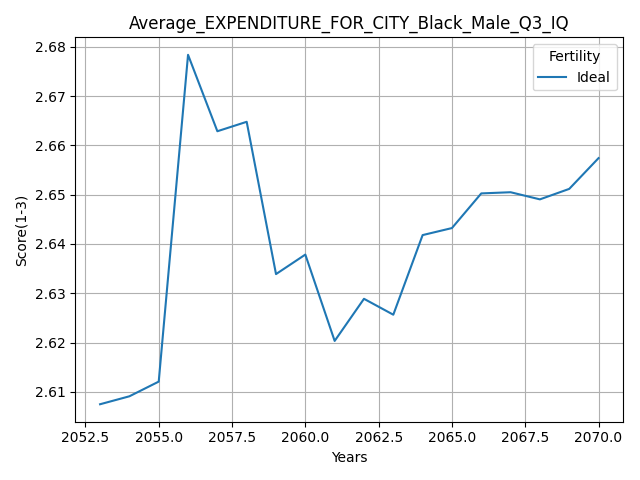 Average_EXPENDITURE_FOR_CITY_Black_Male_Q3_IQ
Fertility
Ideal
Score(1-3)
2.68
2.67
2.66
2.65
2.64
2.63
2.62
2.61
2052.5 2055.0 2057.5 2060.0 2062.5 2065.0 2067.5 2070.0
Years